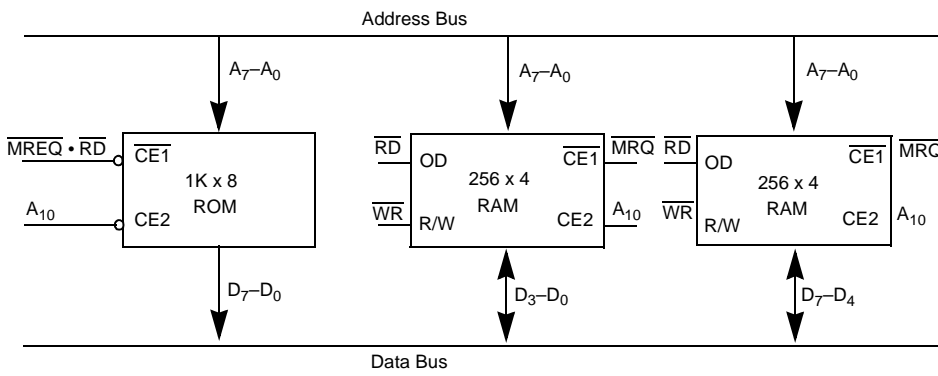 Address Bus
A7–A0
A7–A0
A7–A0
MREQ • RD
CE1
1K x 8
ROM
A10
CE2
RD
OD
CE1
MRQ
256 x 4
RAM
WR
R/W
CE2
A10
RD
OD
CE1
MRQ
256 x 4
RAM
WR
R/W
CE2
A10
D7–D0
D3–D0
D7–D4
Data Bus